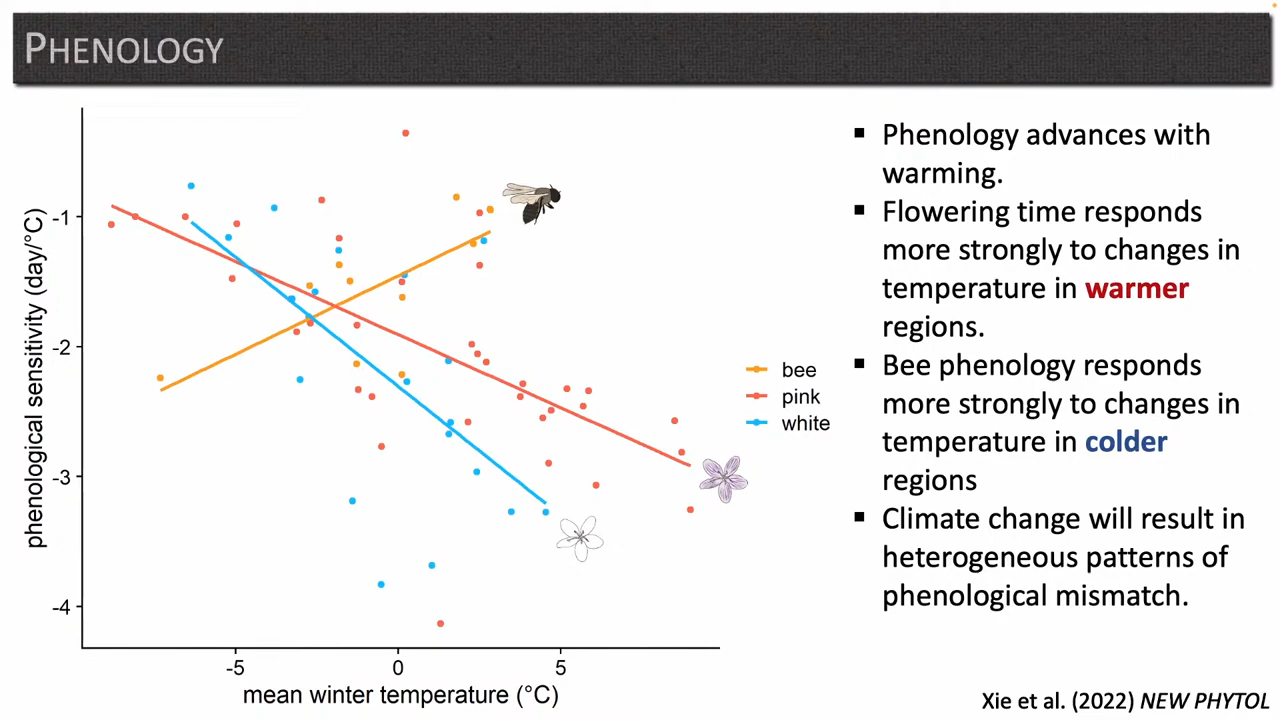 PHENOLOGY
phenological sensitivity (day/°C)
-1
-2
-3
-4
-5
0
5
mean winter temperature (°C)
bee
pink
white
▪ Phenology advances with
warming.
▪ Flowering time responds
more strongly to changes in
temperature in warmer
regions.
▪ Bee phenology responds
more strongly to changes in
temperature in colder
regions
▪ Climate change will result in
heterogeneous patterns of
phenological mismatch.
Xie et al. (2022) NEW PHYTOL